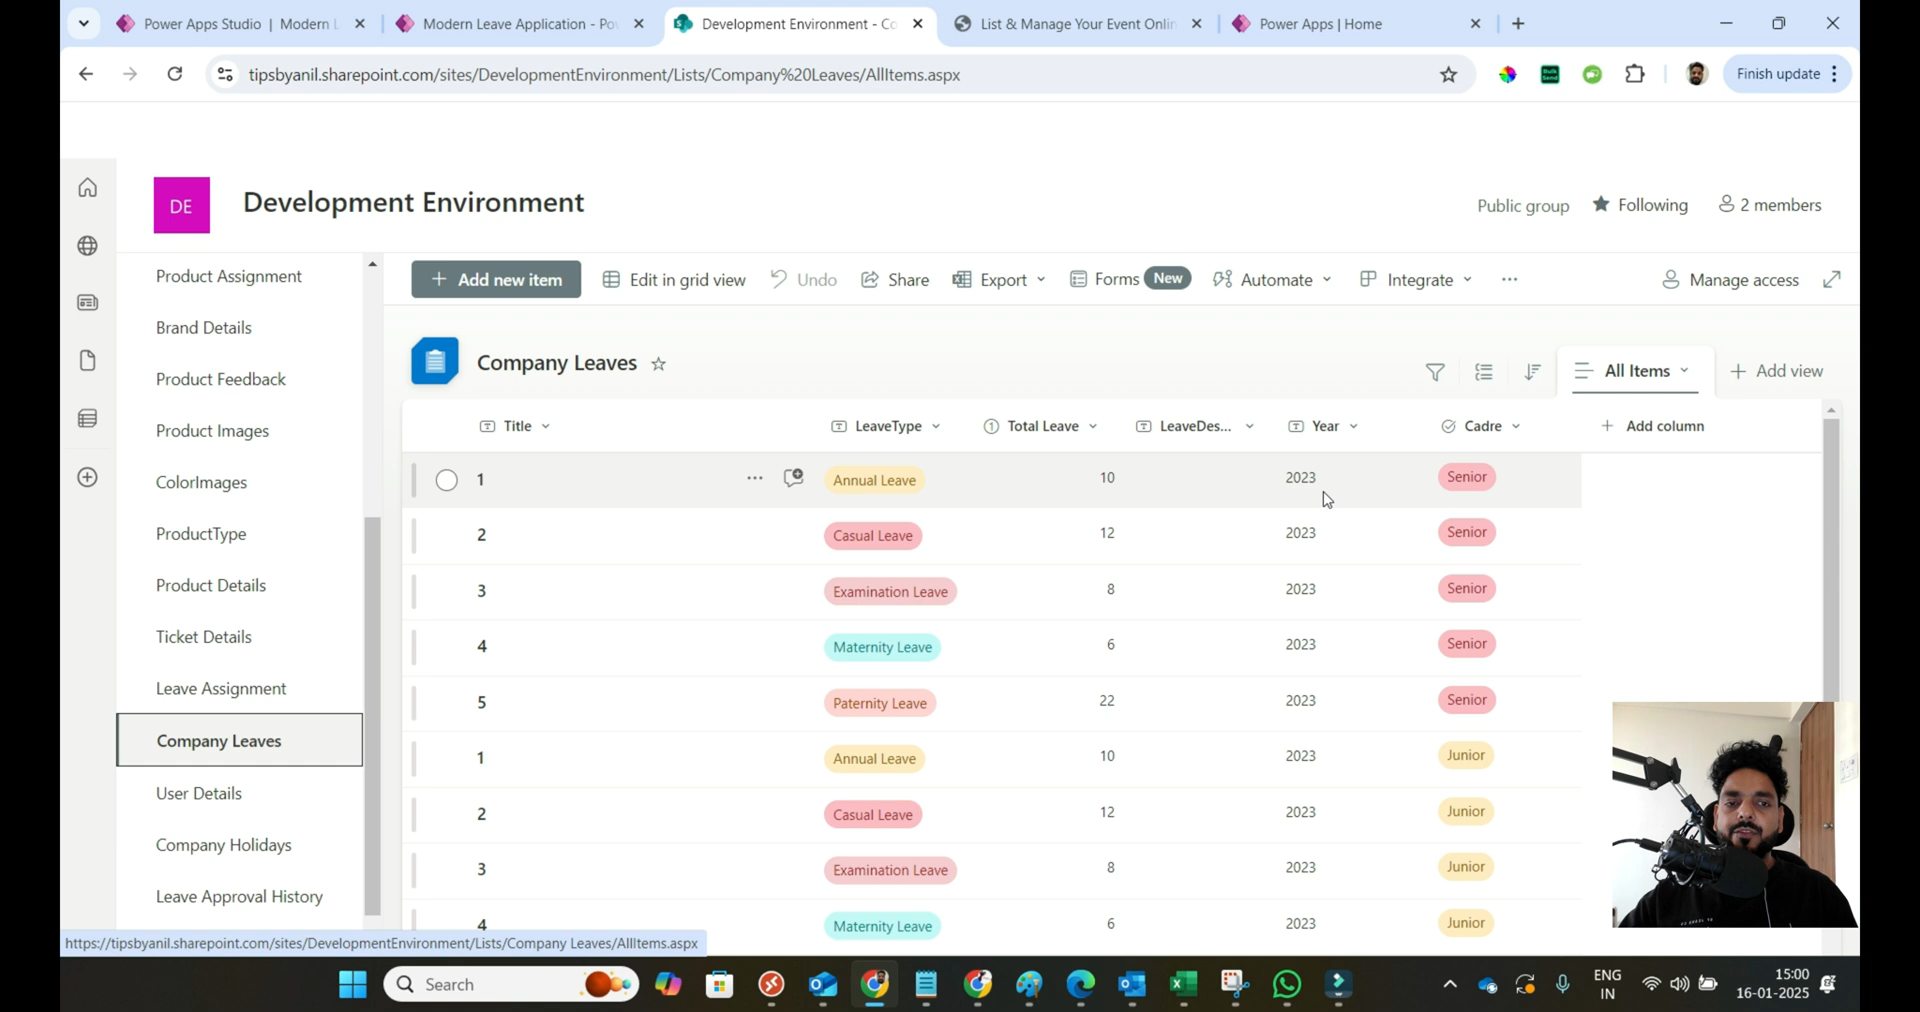 Power Apps Studio | Modern L
Modern Leave Application - Pow
Development Environment - Co
List & Manage Your Event Onlin
Power Apps | Home
tipsbyanil.sharepoint.com/sites/DevelopmentEnvironment/Lists/Company%20Leaves/AllItems.aspx
Finish update
DE
Development Environment
Public group
Following
2 members
Product Assignment
Brand Details
Product Feedback
Product Images
ColorImages
ProductType
Product Details
Ticket Details
Leave Assignment
Company Leaves
User Details
Company Holidays
Leave Approval History
Add new item
Edit in grid view
Undo
Share
Export
Forms New
Automate
Integrate
Manage access
Company Leaves
All Items
Add view
Title LeaveType Total Leave LeaveDes... Year Cadre Add column
1 Annual Leave 10 2023 Senior
2 Casual Leave 12 2023 Senior
3 Examination Leave 8 2023 Senior
4 Maternity Leave 6 2023 Senior
5 Paternity Leave 22 2023 Senior
1 Annual Leave 10 2023 Junior
2 Casual Leave 12 2023 Junior
3 Examination Leave 8 2023 Junior
4 Maternity Leave 6 2023 Junior
https://tipsbyanil.sharepoint.com/sites/DevelopmentEnvironment/Lists/Company Leaves/AllItems.aspx
Search
ENG
IN
15:00
16-01-2025